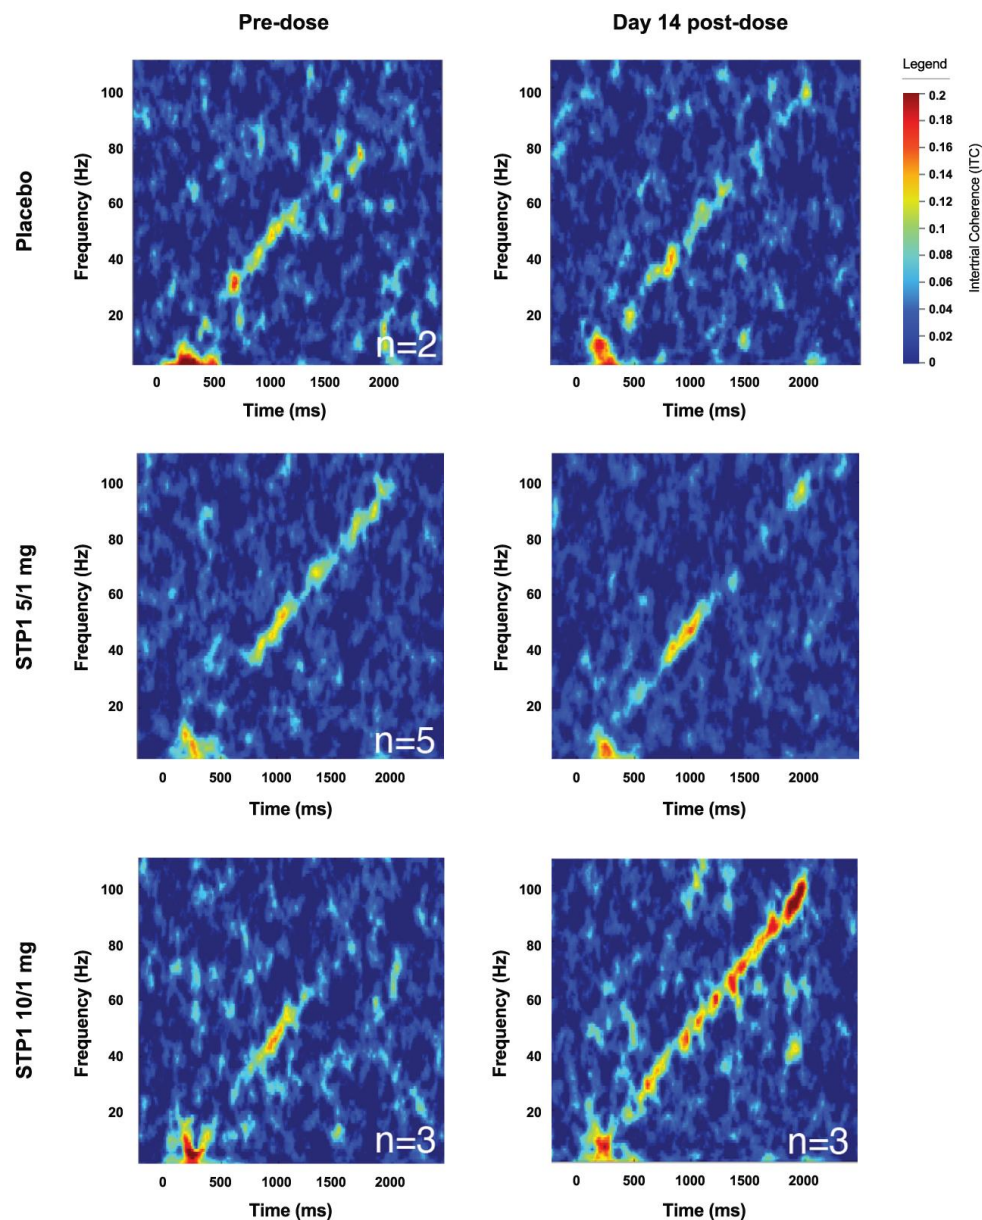 Pre-dose
Day 14 post-dose
Legend
Placebo
Frequency (Hz)
100
80
60
40
20
n=2
0 500 1000 1500 2000
Time (ms)
Frequency (Hz)
100
80
60
40
20
0 500 1000 1500 2000
Time (ms)
0.2
0.18
0.16
0.14
0.12
0.1
0.08
0.06
0.04
0.02
0
Intertrial Coherence (ITC)
STP1 5/1 mg
Frequency (Hz)
100
80
60
40
20
n=5
0 500 1000 1500 2000
Time (ms)
Frequency (Hz)
100
80
60
40
20
0 500 1000 1500 2000
Time (ms)
STP1 10/1 mg
Frequency (Hz)
100
80
60
40
20
n=3
0 500 1000 1500 2000
Time (ms)
Frequency (Hz)
100
80
60
40
20
n=3
0 500 1000 1500 2000
Time (ms)